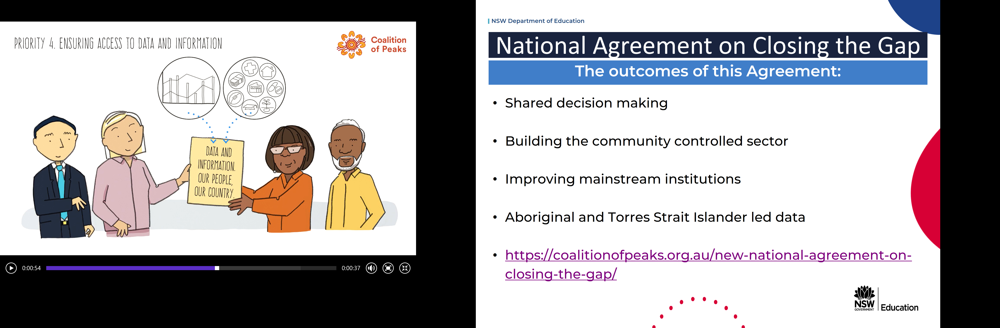 PRIORITY 4. ENSURING ACCESS TO DATA AND INFORMATION
Coalition
of Peaks
SCHOOL
DATA AND
INFORMATION.
OUR PEOPLE,
OUR COUNTRY.
0:00:54
0:00:37
NSW Department of Education
National Agreement on Closing the Gap
The outcomes of this Agreement:
• Shared decision making
• Building the community controlled sector
• Improving mainstream institutions
• Aboriginal and Torres Strait Islander led data
• https://coalitionofpeaks.org.au/new-national-agreement-on-
closing-the-gap/
NSW
GOVERNMENT
Education